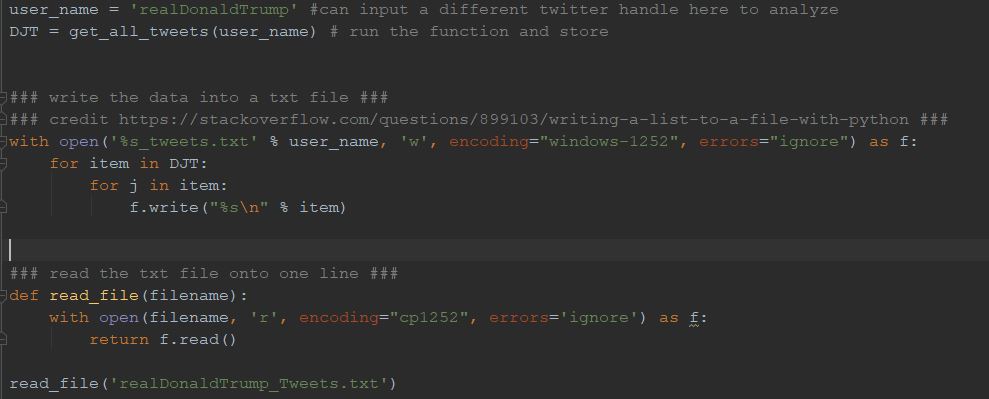 user_name = 'realDonaldTrump' #can input a different twitter handle here to analyze
DJT = get_all_tweets(user_name) # run the function and store
### write the data into a txt file ###
### credit https://stackoverflow.com/questions/899103/writing-a-list-to-a-file-with-python ###
with open('%s_tweets.txt' % user_name, 'w', encoding="windows-1252", errors="ignore") as f:
    for item in DJT:
        for j in item:
            f.write("%s\n" % item)
### read the txt file onto one line ###
def read_file(filename):
    with open(filename, 'r', encoding="cp1252", errors='ignore') as f:
        return f.read()
read_file('realDonaldTrump_Tweets.txt')